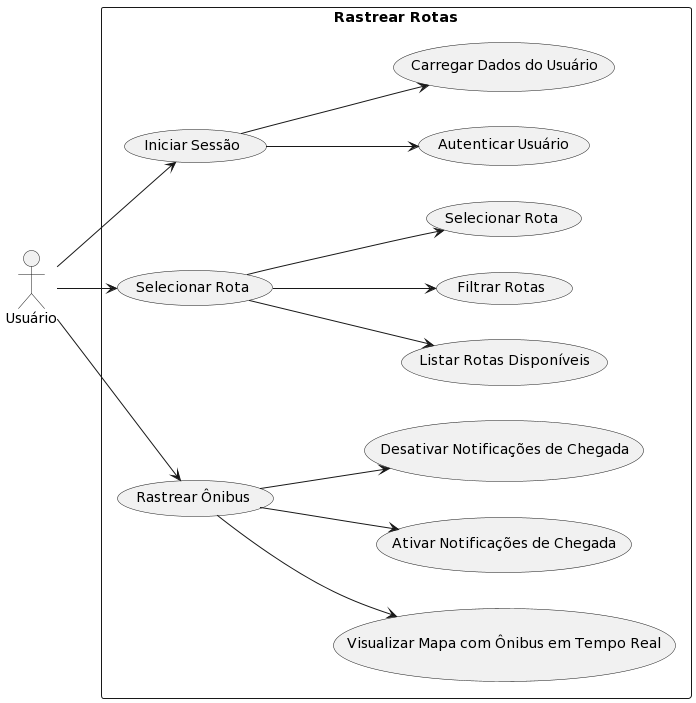 Rastrear Rotas
Carregar Dados do Usuário
Iniciar Sessão
Autenticar Usuário
Selecionar Rota
Selecionar Rota
Filtrar Rotas
Usuário
Listar Rotas Disponíveis
Desativar Notificações de Chegada
Rastrear Ônibus
Ativar Notificações de Chegada
Visualizar Mapa com Ônibus em Tempo Real